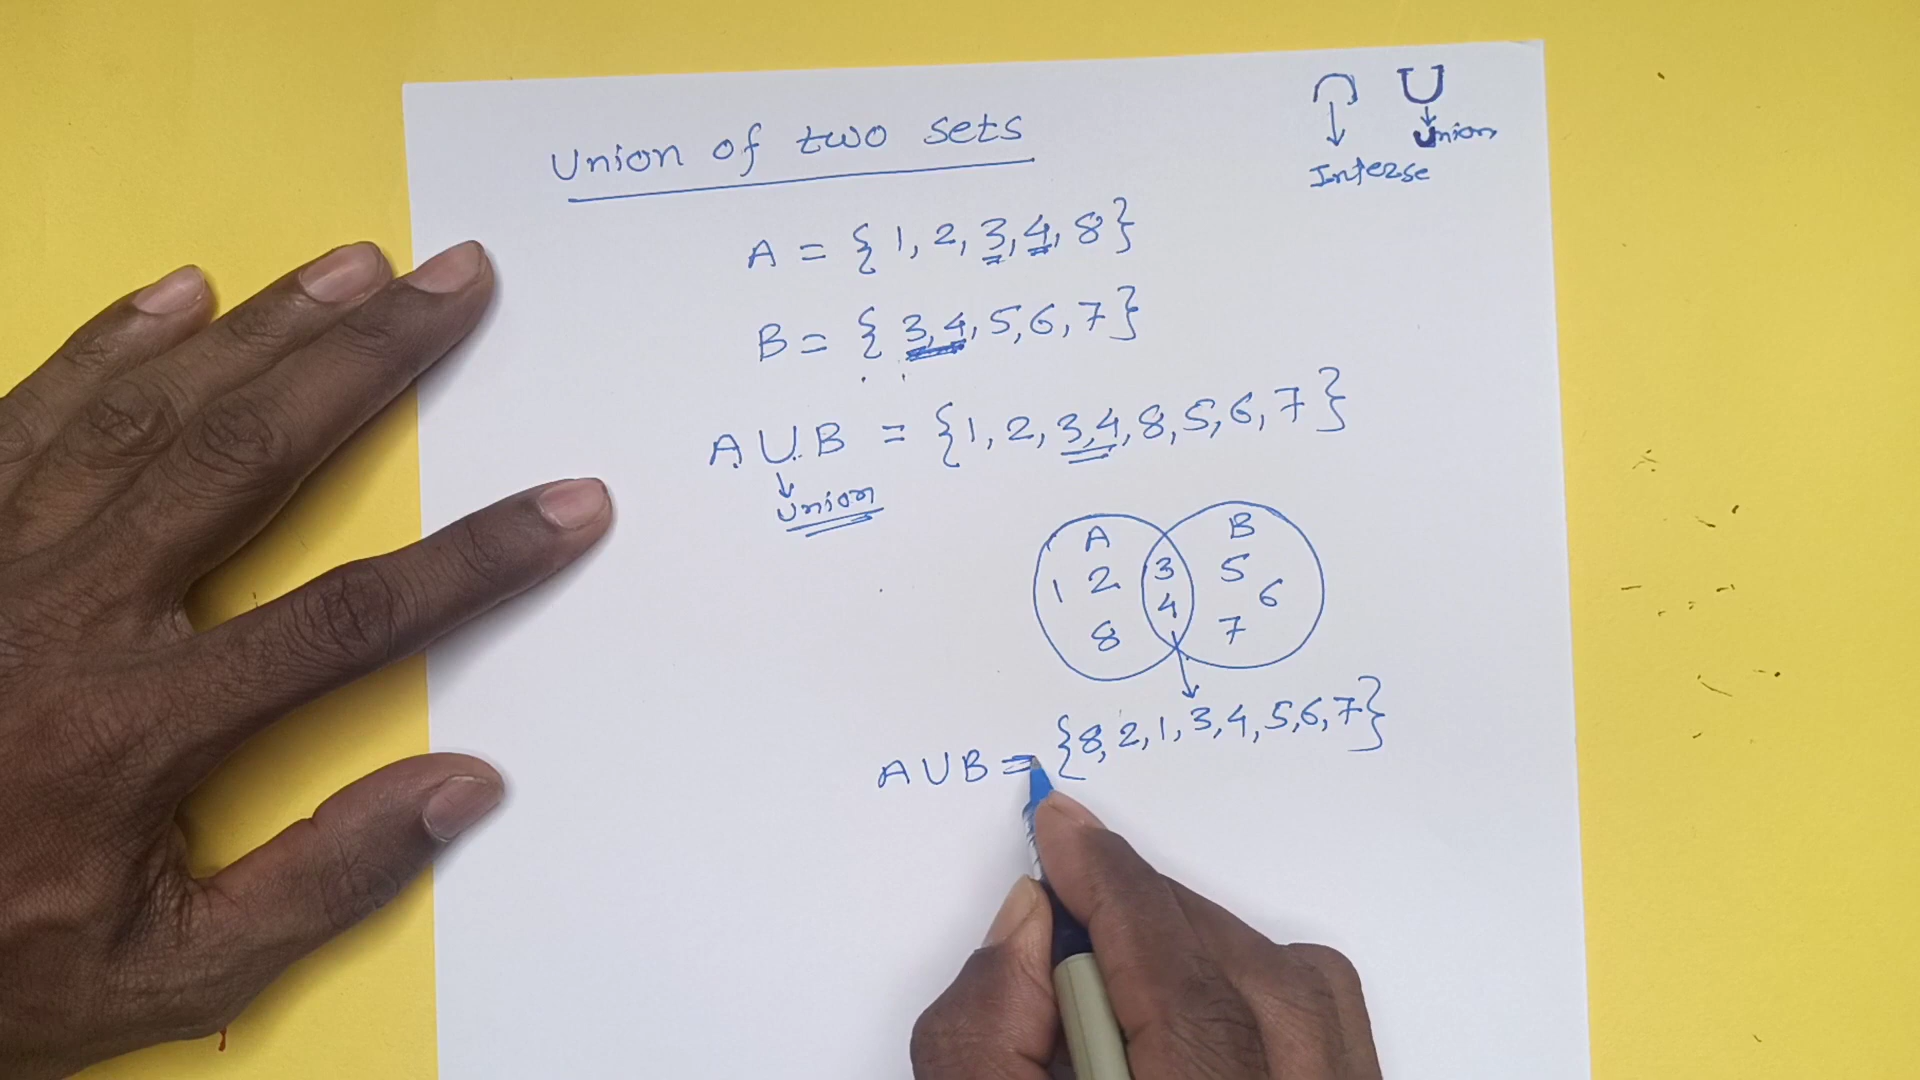 ∩ U
Union of two sets
Union
Interse
A = { 1, 2, 3, 4, 8 }
B = { 3, 4, 5, 6, 7 }
A U B = { 1, 2, 3, 4, 8, 5, 6, 7 }
Union
A B
1 2 3 5
4 6
8 7
A U B = { 8, 2, 1, 3, 4, 5, 6, 7 }